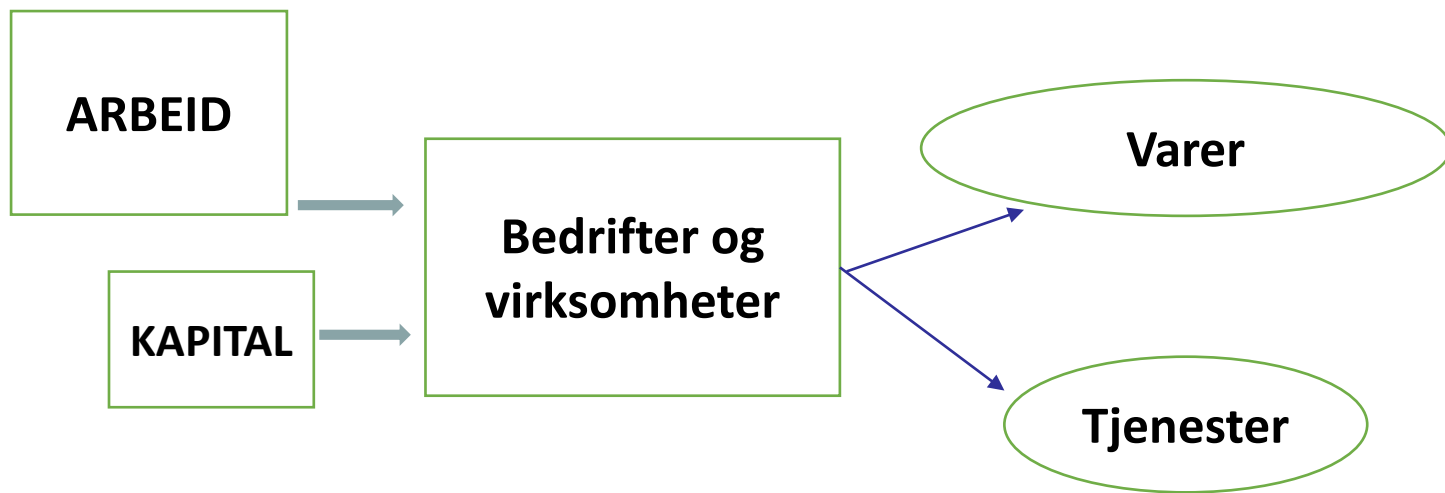 ARBEID
KAPITAL
Bedrifter og
virksomheter
Varer
Tjenester